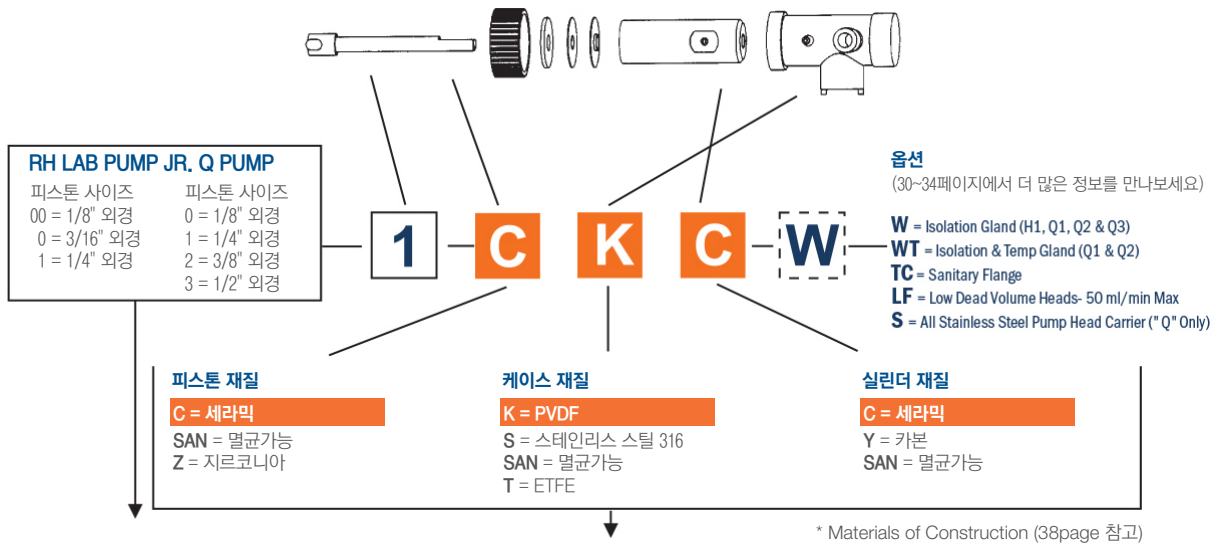 RH LAB PUMP JR. Q PUMP
피스톤 사이즈
00 = 1/8" 외경
0 = 3/16" 외경
1 = 1/4" 외경
피스톤 사이즈
0 = 1/8" 외경
1 = 1/4" 외경
2 = 3/8" 외경
3 = 1/2" 외경
1 C K C W
옵션
(30~34페이지에서 더 많은 정보를 만나보세요)
W = Isolation Gland (H1, Q1, Q2 & Q3)
WT = Isolation & Temp Gland (Q1 & Q2)
TC = Sanitary Flange
LF = Low Dead Volume Heads- 50 ml/min Max
S = All Stainless Steel Pump Head Carrier (" Q" Only)
피스톤 재질
C = 세라믹
SAN = 멸균가능
Z = 지르코니아
케이스 재질
K = PVDF
S = 스테인리스 스틸 316
SAN = 멸균가능
T = ETFE
실린더 재질
C = 세라믹
Y = 카본
SAN = 멸균가능
* Materials of Construction (38page 참고)